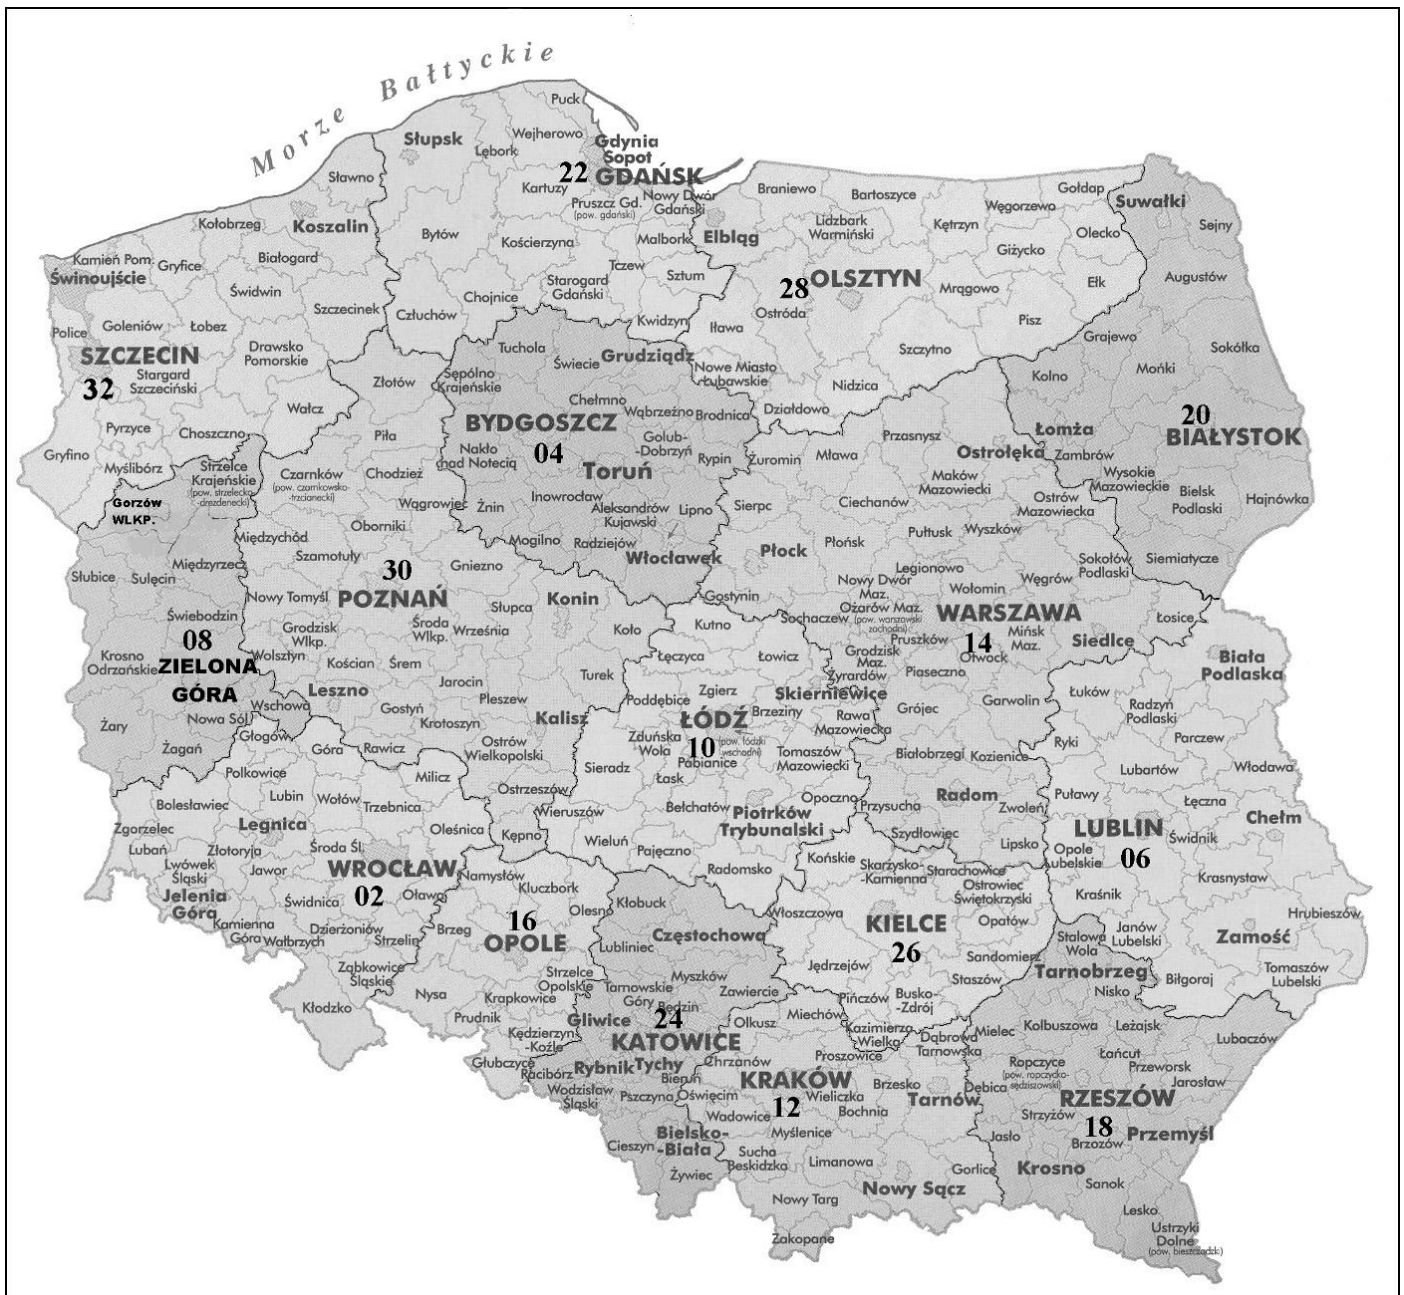 Morze Bałtyckie
Puck
Słupsk
Wejherowo
Lębork
Gdynia
Sopot
22 GDAŃSK
Sławno
Kartuzy
Pruszcz Gd.
(pow. gdański)
Nowy Dwór
Gdański
Kołobrzeg
Koszalin
Bytów
Kościerzyna
Malbork
Elbląg
Braniewo
Bartoszyce
Lidzbark
Warmiński
Kętrzyn
Węgorzewo
Gołdap
Giżycko
Olecko
Suwałki
Sejny
Kamień Pom.
Świnoujście
Gryfice
Białogard
Świdwin
Szczecinek
Tczew
Starogard
Gdański
Sztum
Chojnice
Człuchów
Kwidzyn
28 OLSZTYN
Ostróda
Iława
Mrągowo
Ełk
Pisz
Szczytno
Augustów
Police
Goleniów
Łobez
SZCZECIN
32
Stargard
Szczeciński
Drawsko
Pomorskie
Wałcz
Złotów
Tuchola
Świecie
Grudziądz
Sępólno
Krajeńskie
Nowe Miasto
Lubawskie
Nidzica
Działdowo
Grajewo
Sokółka
Mońki
Kolno
20
BIAŁYSTOK
Łomża
Zambrów
Wysokie
Mazowieckie
Bielsk
Podlaski
Hajnówka
Siemiatycze
Pyrzyce
Choszczno
Gryfino
Myślibórz
Strzelce
Krajeńskie
(pow. strzelecko
-drezdenecki)
Gorzów
WLKP.
Piła
Czarnków
(pow. czarnkowsko
-trzcianecki)
Chodzież
Wągrowiec
Oborniki
Chełmno
Wąbrzeźno
Brodnica
BYDGOSZCZ
04
Nakło
nad Notecią
Golub-
-Dobrzyń
Rypin
Toruń
Żnin
Inowrocław
Aleksandrów
Kujawski
Lipno
Mogilno
Radziejów
Włocławek
Żuromin
Mława
Przasnysz
Ostrołęka
Maków
Mazowiecki
Ciechanów
Sierpc
Ostrów
Mazowiecka
Płock
Płońsk
Pułtusk
Wyszków
Sokołów
Podlaski
Węgrów
Legionowo
Nowy Dwór
Maz.
Wołomin
Gostynin
Ożarów Maz.
(pow. warszawski
zachodni)
Sochaczew
WARSZAWA
14
Mińsk
Maz.
Pruszków
Otwock
Siedlce
Łosice
Grodzisk
Maz.
Żyrardów
Piaseczno
Garwolin
Grójec
Białobrzegi
Kozienice
Radom
Zwoleń
Przysucha
Szydłowiec
Lipsko
Międzychód
Szamotuły
Słubice
Sulęcin
Międzyrzecz
Świebodzin
08
ZIELONA
GÓRA
Krosno
Odrzańskie
Wschowa
Nowa Sól
Żary
Żagań
30
POZNAŃ
Gniezno
Nowy Tomyśl
Słupca
Konin
Środa
Wlkp.
Września
Koło
Grodzisk
Wlkp.
Wolsztyn
Kościan
Śrem
Turek
Leszno
Jarocin
Pleszew
Gostyń
Krotoszyn
Kalisz
Rawicz
Ostrów
Wielkopolski
Ostrzeszów
Kępno
Kutno
Łęczyca
Łowicz
Poddębice
Zgierz
Skierniewice
Brzeziny
ŁÓDŹ
10
(pow. łódzki
wschodni)
Rawa
Mazowiecka
Zduńska
Wola
Pabianice
Tomaszów
Mazowiecki
Sieradz
Łask
Bełchatów
Opoczno
Piotrków
Trybunalski
Wieruszów
Wieluń
Pajęczno
Radomsko
Biała
Podlaska
Łuków
Radzyń
Podlaski
Ryki
Parczew
Lubartów
Włodawa
Puławy
Łęczna
Chełm
LUBLIN
06
Świdnik
Opole
Lubelskie
Krasnystaw
Kraśnik
Janów
Lubelski
Hrubieszów
Zamość
Biłgoraj
Tomaszów
Lubelski
Głogów
Góra
Polkowice
Milicz
Bolesławiec
Lubin
Wołów
Trzebnica
Zgorzelec
Legnica
Oleśnica
Lubań
Złotoryja
Środa Śl.
WROCŁAW
02
Lwówek
Śląski
Jawor
Oława
Jelenia
Góra
Świdnica
Kamienna
Góra
Wałbrzych
Dzierżoniów
Strzelin
Ząbkowice
Śląskie
Kłodzko
Namysłów
Kluczbork
Olesno
16
OPOLE
Brzeg
Nysa
Strzelce
Opolskie
Krapkowice
Prudnik
Kędzierzyn
-Koźle
Głubczyce
Kłobuck
Częstochowa
Lubliniec
Myszków
Tarnowskie
Góry
Zawiercie
Będzin
Gliwice
24
KATOWICE
Rybnik
Tychy
Racibórz
Bieruń
Wodzisław
Śląski
Pszczyna
Bielsko-
-Biała
Cieszyn
Żywiec
Końskie
Skarżysko-
-Kamienna
Starachowice
Ostrowiec
Świętokrzyski
Włoszczowa
KIELCE
26
Opatów
Sandomierz
Jędrzejów
Staszów
Pińczów
Busko-
-Zdrój
Kazimierza
Wielka
Olkusz
Miechów
Dąbrowa
Tarnowska
Chrzanów
Proszowice
KRAKÓW
12
Oświęcim
Wieliczka
Brzesko
Bochnia
Tarnów
Wadowice
Myślenice
Sucha
Beskidzka
Limanowa
Gorlice
Nowy Targ
Nowy Sącz
Zakopane
Stalowa
Wola
Tarnobrzeg
Nisko
Mielec
Kolbuszowa
Leżajsk
Lubaczów
Ropczyce
(pow. ropczycko-
sędziszowski)
Łańcut
Przeworsk
Jarosław
Dębica
RZESZÓW
18
Strzyżów
Przemyśl
Jasło
Brzozów
Krosno
Sanok
Lesko
Ustrzyki
Dolne
(pow. bieszczadzki)